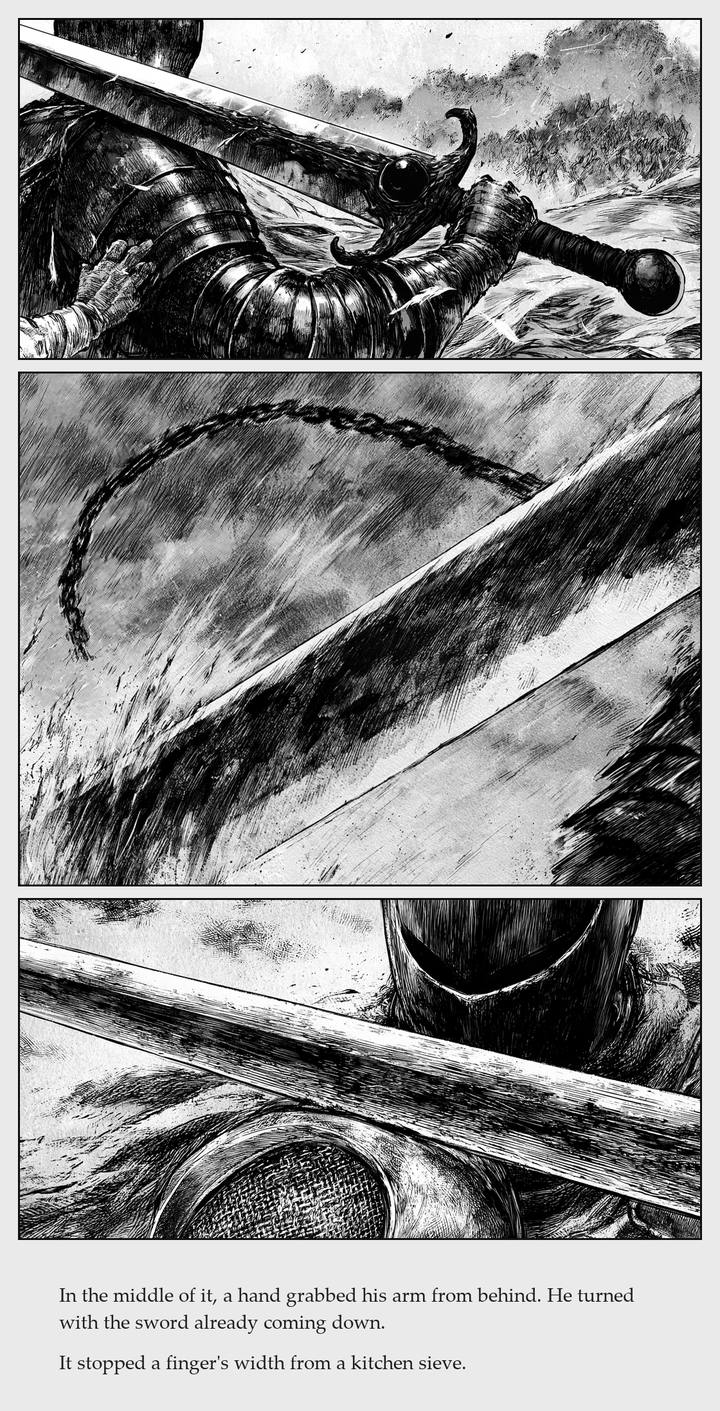 In the middle of it, a hand grabbed his arm from behind. He turned
with the sword already coming down.
It stopped a finger's width from a kitchen sieve.